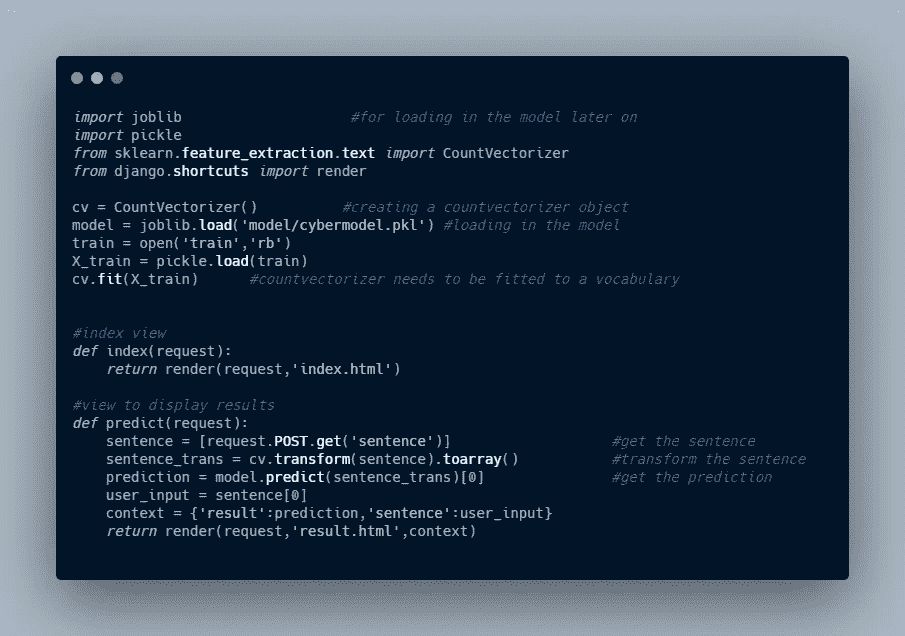 import joblib                    #for loading in the model later on
import pickle
from sklearn.feature_extraction.text import CountVectorizer
from django.shortcuts import render

cv = CountVectorizer()          #creating a countvectorizer object
model = joblib.load('model/cybermodel.pkl') #loading in the model
train = open('train','rb')
X_train = pickle.load(train)
cv.fit(X_train)      #countvectorizer needs to be fitted to a vocabulary


#index view
def index(request):
    return render(request,'index.html')

#view to display results
def predict(request):
    sentence = [request.POST.get('sentence')]                   #get the sentence
    sentence_trans = cv.transform(sentence).toarray()           #transform the sentence
    prediction = model.predict(sentence_trans)[0]               #get the prediction
    user_input = sentence[0]
    context = {'result':prediction,'sentence':user_input}
    return render(request,'result.html',context)